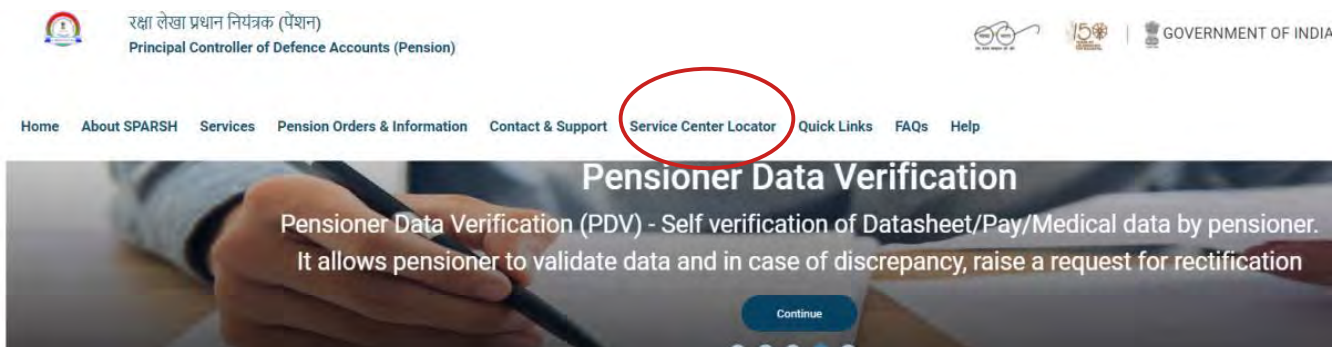 रक्षा लेखा प्रधान नियंत्रक (पेंशन)
Principal Controller of Defence Accounts (Pension)
GOVERNMENT OF INDIA
Home About SPARSH Services Pension Orders & Information Contact & Support Service Center Locator Quick Links FAQs Help
Pensioner Data Verification
Pensioner Data Verification (PDV) - Self verification of Datasheet/Pay/Medical data by pensioner.
It allows pensioner to validate data and in case of discrepancy, raise a request for rectification
Continue